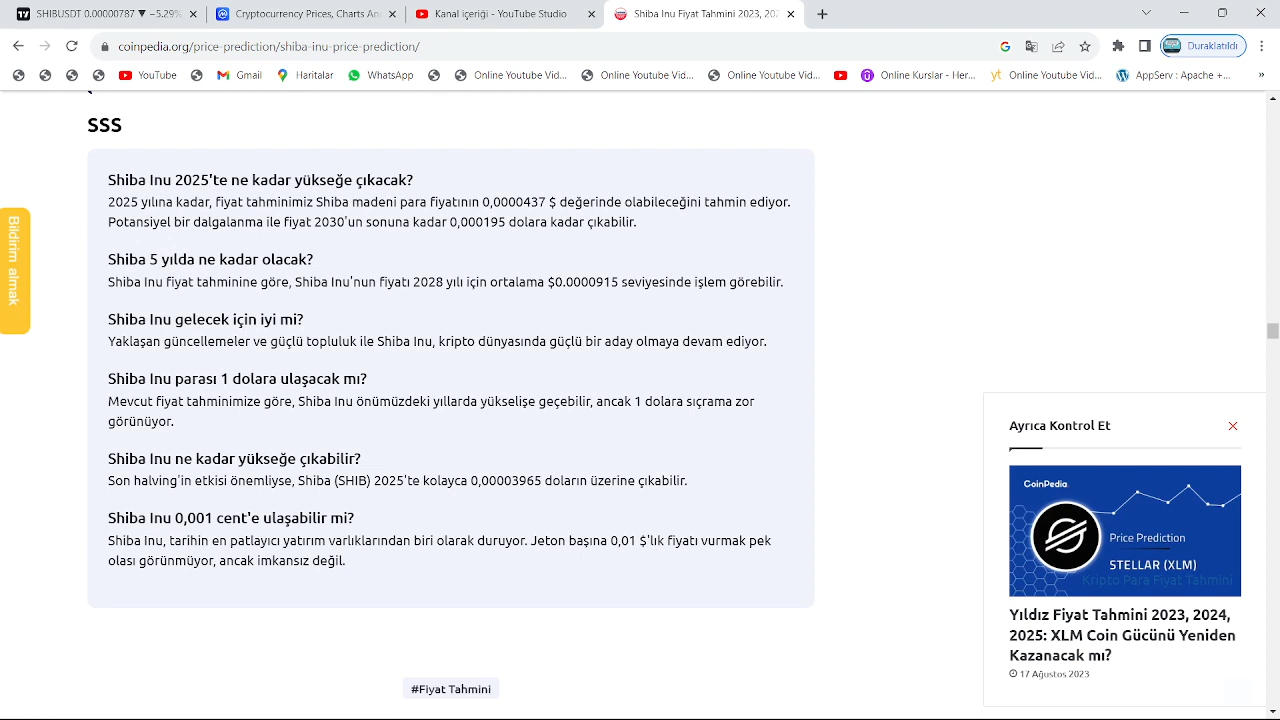 SHIBUSDT 0.00000787 ▼ −5.29%
Cryptocurrency Prices, Charts An
Kanal içeriği - YouTube Studio
Shiba Inu Fiyat Tahmini 2023, 202
coinpedia.org/price-prediction/shiba-inu-price-prediction/
Duraklatıldı
YouTube
Gmail
Haritalar
WhatsApp
Online Youtube Vid...
Online Youtube Vid...
Online Youtube Vid...
Online Kurslar - Her...
Online Youtube Vid...
AppServ : Apache +...
SSS
Shiba Inu 2025'te ne kadar yükseğe çıkacak?
2025 yılına kadar, fiyat tahminimiz Shiba madeni para fiyatının 0,0000437 $ değerinde olabileceğini tahmin ediyor.
Potansiyel bir dalgalanma ile fiyat 2030'un sonuna kadar 0,000195 dolara kadar çıkabilir.
Shiba 5 yılda ne kadar olacak?
Shiba Inu fiyat tahminine göre, Shiba Inu'nun fiyatı 2028 yılı için ortalama $0.0000915 seviyesinde işlem görebilir.
Shiba Inu gelecek için iyi mi?
Yaklaşan güncellemeler ve güçlü topluluk ile Shiba Inu, kripto dünyasında güçlü bir aday olmaya devam ediyor.
Shiba Inu parası 1 dolara ulaşacak mı?
Mevcut fiyat tahminimize göre, Shiba Inu önümüzdeki yıllarda yükselişe geçebilir, ancak 1 dolara sıçrama zor
görünüyor.
Shiba Inu ne kadar yükseğe çıkabilir?
Son halving'in etkisi önemliyse, Shiba (SHIB) 2025'te kolayca 0,00003965 doların üzerine çıkabilir.
Shiba Inu 0,001 cent'e ulaşabilir mi?
Shiba Inu, tarihin en patlayıcı yatırım varlıklarından biri olarak duruyor. Jeton başına 0,01 $'lık fiyatı vurmak pek
olası görünmüyor, ancak imkansız değil.
#Fiyat Tahmini
Bildirim almak
Ayrıca Kontrol Et
CoinPedia
Price Prediction
STELLAR (XLM)
Kripto Para Fiyat Tahmini
Yıldız Fiyat Tahmini 2023, 2024,
2025: XLM Coin Gücünü Yeniden
Kazanacak mı?
17 Ağustos 2023